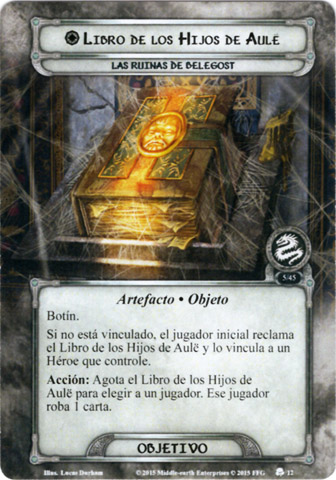 Libro de los Hijos de Aulë
LAS RUINAS DE BELEGOST
5/45
Artefacto • Objeto
Botín.
Si no está vinculado, el jugador inicial reclama
el Libro de los Hijos de Aulë y lo vincula a un
Héroe que controle.
Acción: Agota el Libro de los Hijos de
Aulë para elegir a un jugador. Ese jugador
roba 1 carta.
OBJETIVO
Illus. Lucas Durham
©2015 Middle-earth Enterprises © 2015 FFG
12